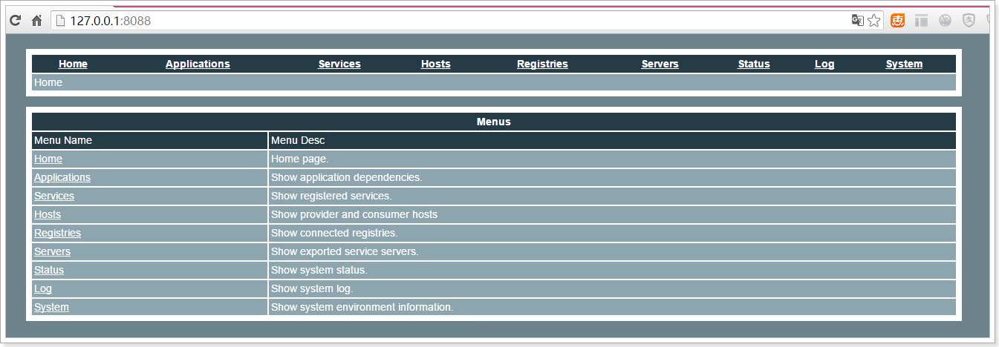 127.0.0.1:8088
Home Applications Services Hosts Registries Servers Status Log System
Home
Menus
Menu Name Menu Desc
Home Home page.
Applications Show application dependencies.
Services Show registered services.
Hosts Show provider and consumer hosts
Registries Show connected registries.
Servers Show exported service servers.
Status Show system status.
Log Show system log.
System Show system environment information.